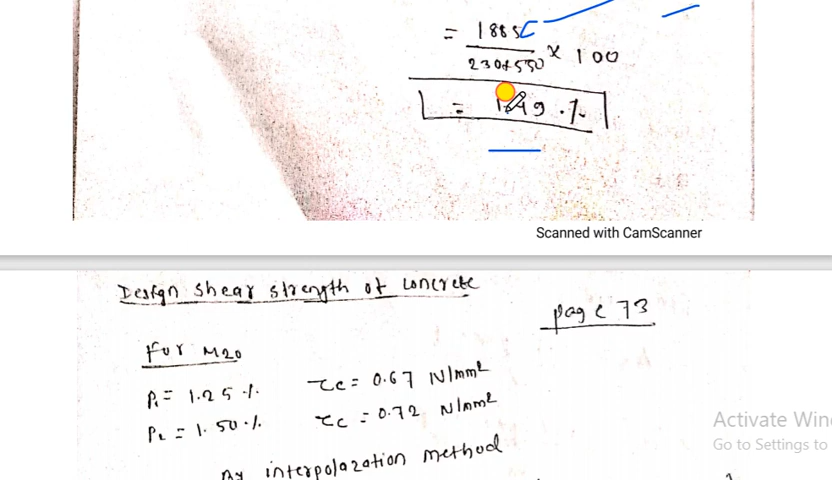 = 1885
230×550 × 100
= 1.49 %
Scanned with CamScanner
Design shear strength of concrete
page 73
For M20
P₁ = 1.25 % τc = 0.67 N/mm²
P₂ = 1.50 % τc = 0.72 N/mm²
By interpolazation method
Activate Win
Go to Settings to